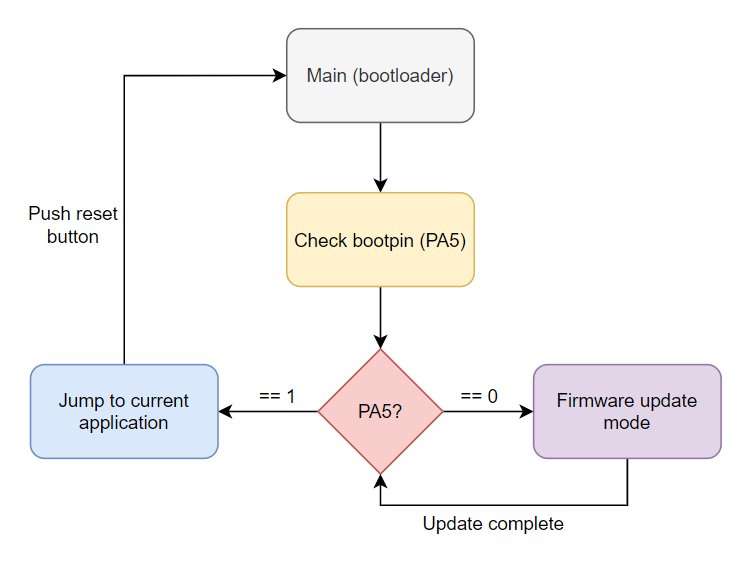 Main (bootloader)
Push reset
button
Check bootpin (PA5)
Jump to current
application
== 1
PA5?
== 0
Firmware update
mode
Update complete